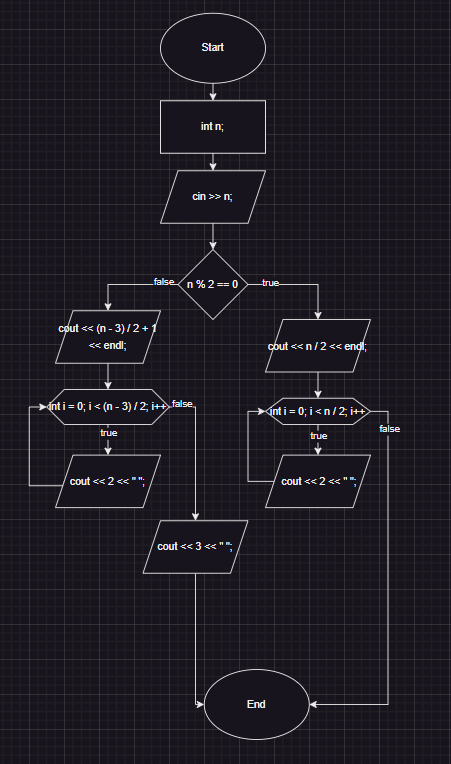 Start
int n;
cin >> n;
n % 2 == 0
false
true
cout << (n - 3) / 2 + 1
<< endl;
cout << n / 2 << endl;
int i = 0; i < (n - 3) / 2; i++
false
int i = 0; i < n / 2; i++
false
true
true
cout << 2 << " ";
cout << 2 << " ";
cout << 3 << " ";
End